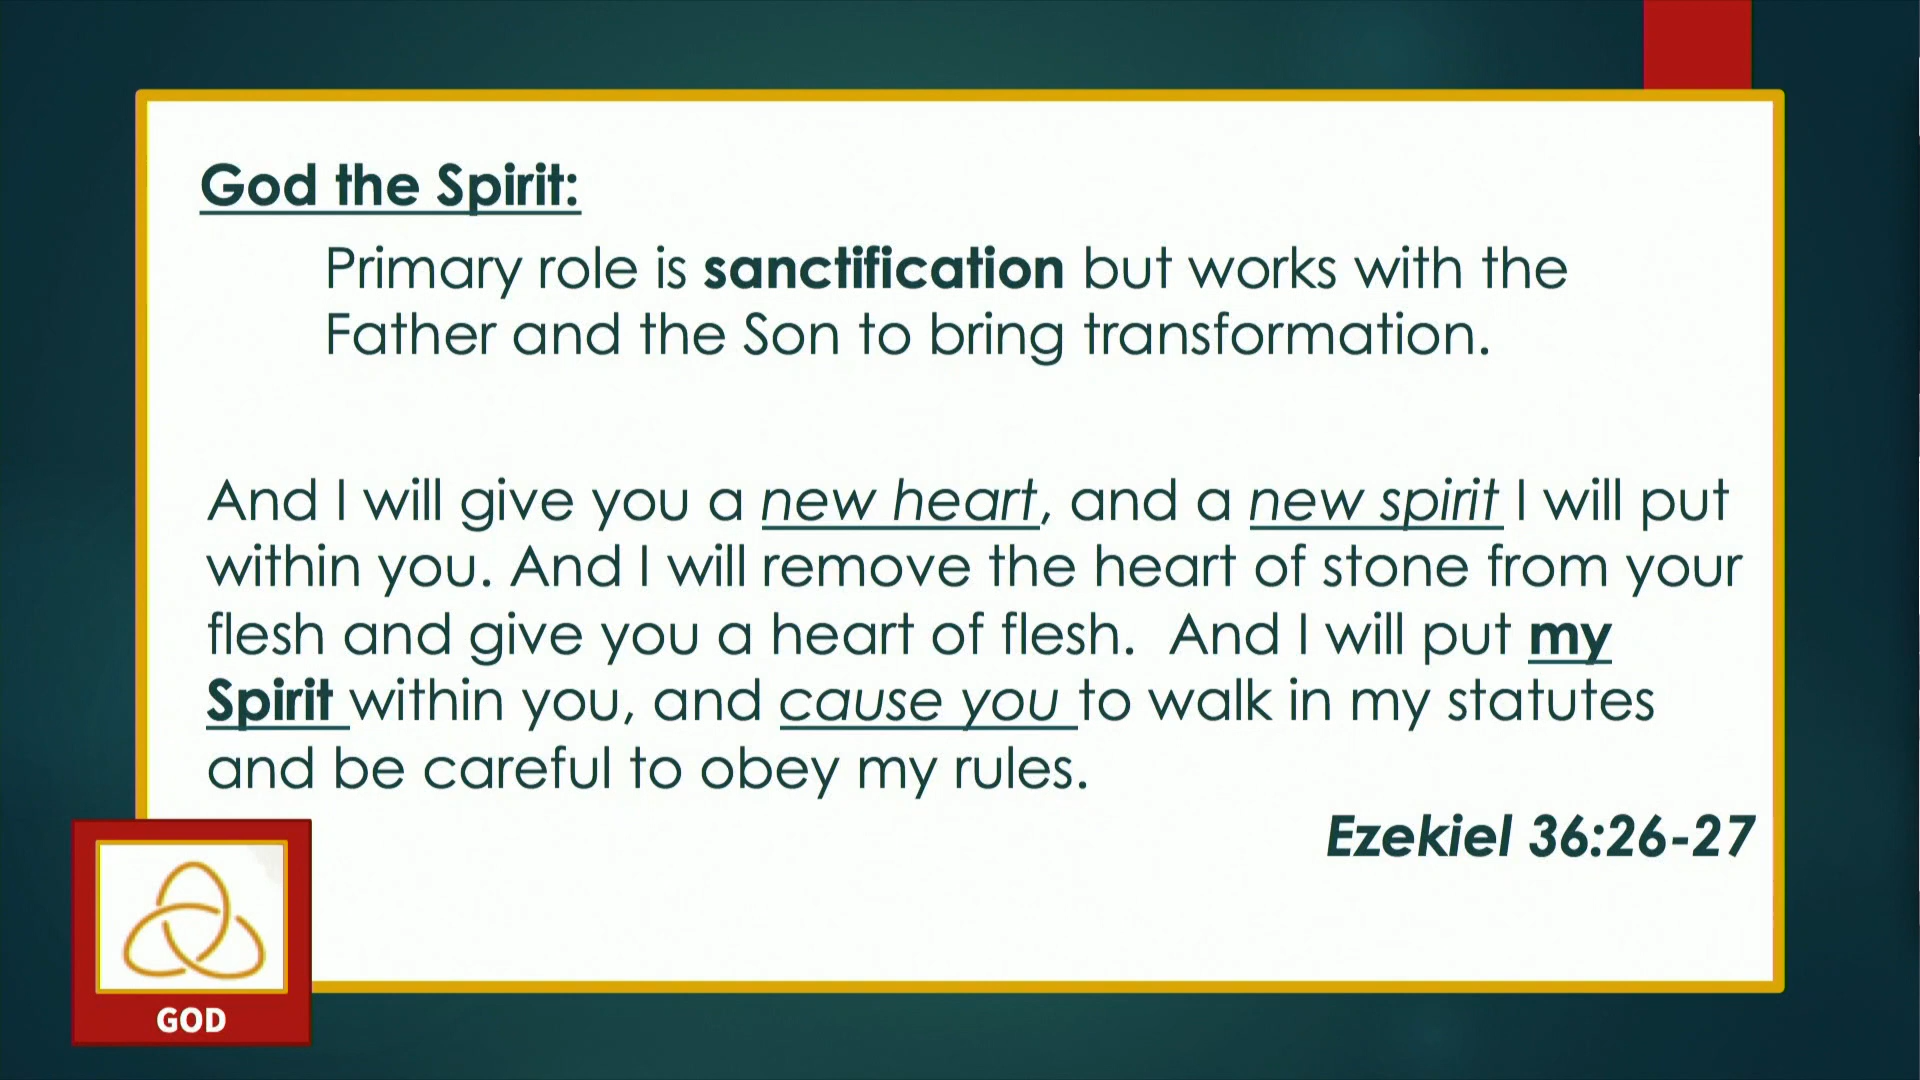 God the Spirit:
Primary role is sanctification but works with the
Father and the Son to bring transformation.
And I will give you a new heart, and a new spirit I will put
within you. And I will remove the heart of stone from your
flesh and give you a heart of flesh.  And I will put my
Spirit within you, and cause you to walk in my statutes
and be careful to obey my rules.
Ezekiel 36:26-27
GOD